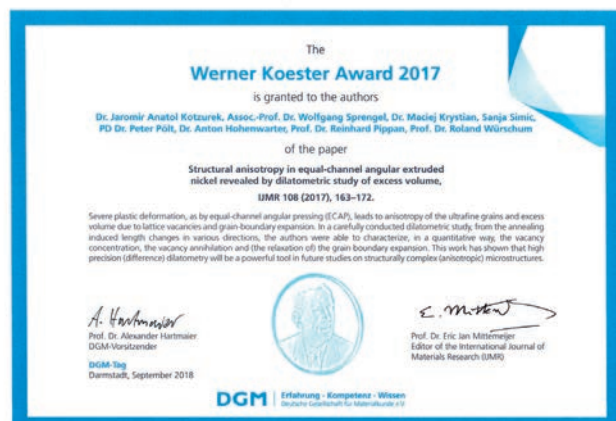 The
Werner Koester Award 2017
is granted to the authors
Dr. Jaromir Anatol Kotzurek, Assoc.-Prof. Dr. Wolfgang Sprengel, Dr. Maciej Krystian, Sanja Simic,
PD Dr. Peter Pölt, Dr. Anton Hohenwarter, Prof. Dr. Reinhard Pippan, Prof. Dr. Roland Würschum
of the paper
Structural anisotropy in equal-channel angular extruded
nickel revealed by dilatometric study of excess volume,
IJMR 108 (2017), 163–172.
Severe plastic deformation, as by equal-channel angular pressing (ECAP), leads to anisotropy of the ultrafine grains and excess
volume due to lattice vacancies and grain-boundary expansion. In a carefully conducted dilatometric study, from the annealing
induced length changes in various directions, the authors were able to characterize, in a quantitative way, the vacancy
concentration, the vacancy annihilation and (the relaxation of) the grain boundary expansion. This work has shown that high
precision (difference) dilatometry will be a powerful tool in future studies on structurally complex (anisotropic) microstructures.
A. Hartmaier
Prof. Dr. Alexander Hartmaier
DGM-Vorsitzender
DGM-Tag
Darmstadt, September 2018
E. Mittem
Prof. Dr. Eric Jan Mittemeijer
Editor of the International Journal of
Materials Research (IJMR)
DGM Erfahrung · Kompetenz · Wissen
Deutsche Gesellschaft für Materialkunde e.V.